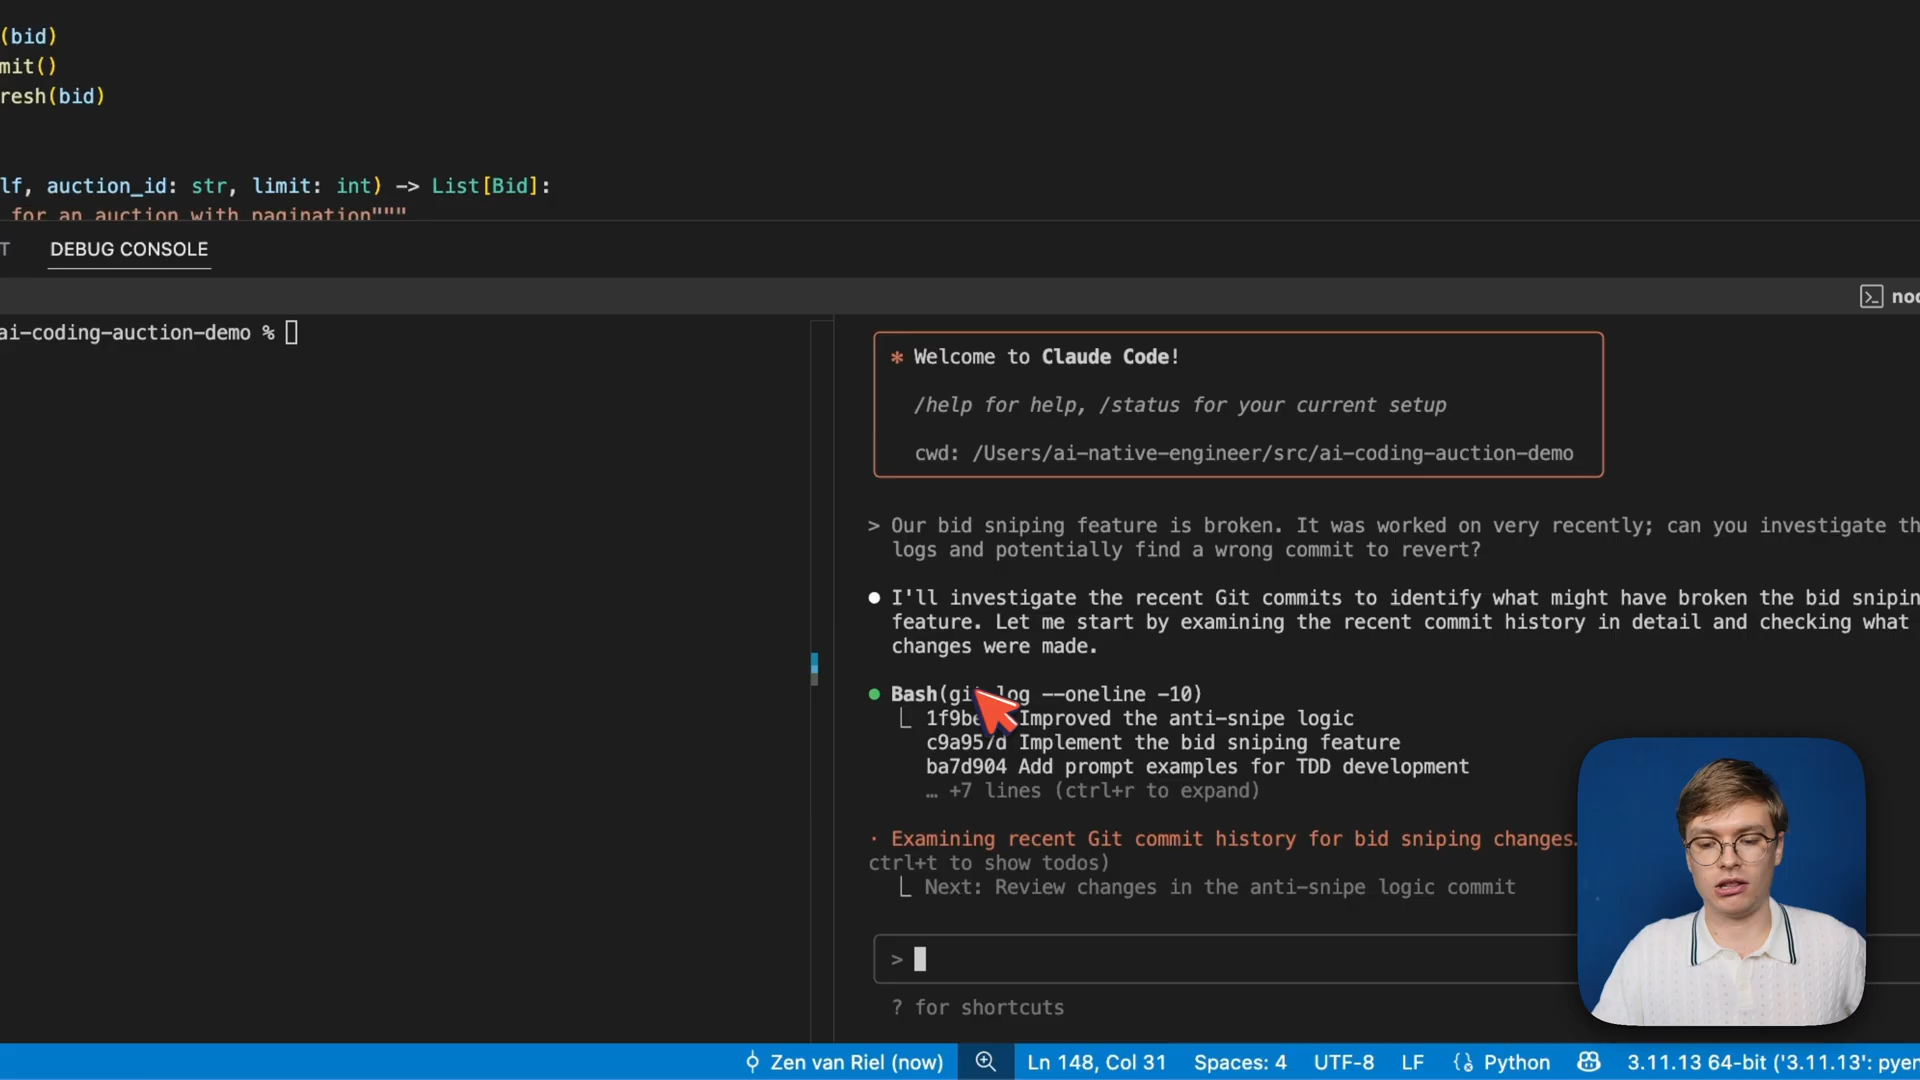 (bid)
mit()
resh(bid)
lf, auction_id: str, limit: int) -> List[Bid]:
for an auction with pagination"""
T DEBUG CONSOLE
ai-coding-auction-demo %
* Welcome to Claude Code!
/help for help, /status for your current setup
cwd: /Users/ai-native-engineer/src/ai-coding-auction-demo
> Our bid sniping feature is broken. It was worked on very recently; can you investigate th
logs and potentially find a wrong commit to revert?
● I'll investigate the recent Git commits to identify what might have broken the bid snipin
feature. Let me start by examining the recent commit history in detail and checking what
changes were made.
● Bash(git log --oneline -10)
Improved the anti-snipe logic
c9a957d Implement the bid sniping feature
ba7d904 Add prompt examples for TDD development
… +7 lines (ctrl+r to expand)
· Examining recent Git commit history for bid sniping changes.
ctrl+t to show todos)
Next: Review changes in the anti-snipe logic commit
>
? for shortcuts
Zen van Riel (now) Ln 148, Col 31 Spaces: 4 UTF-8 LF Python 3.11.13 64-bit ('3.11.13': pyen